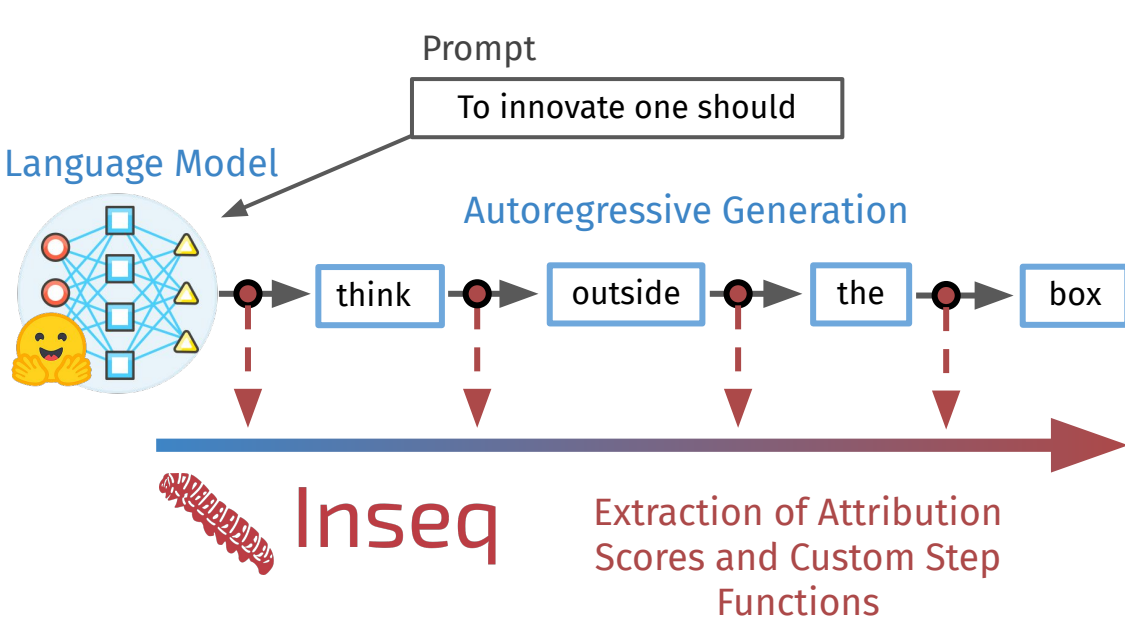 Prompt
To innovate one should
Language Model
Autoregressive Generation
think
outside
the
box
Inseq
Extraction of Attribution
Scores and Custom Step
Functions